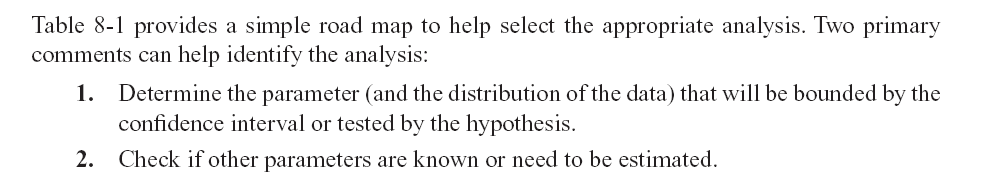 Table 8-1 provides a simple road map to help select the appropriate analysis. Two primary
comments can help identify the analysis:
1. Determine the parameter (and the distribution of the data) that will be bounded by the
confidence interval or tested by the hypothesis.
2. Check if other parameters are known or need to be estimated.